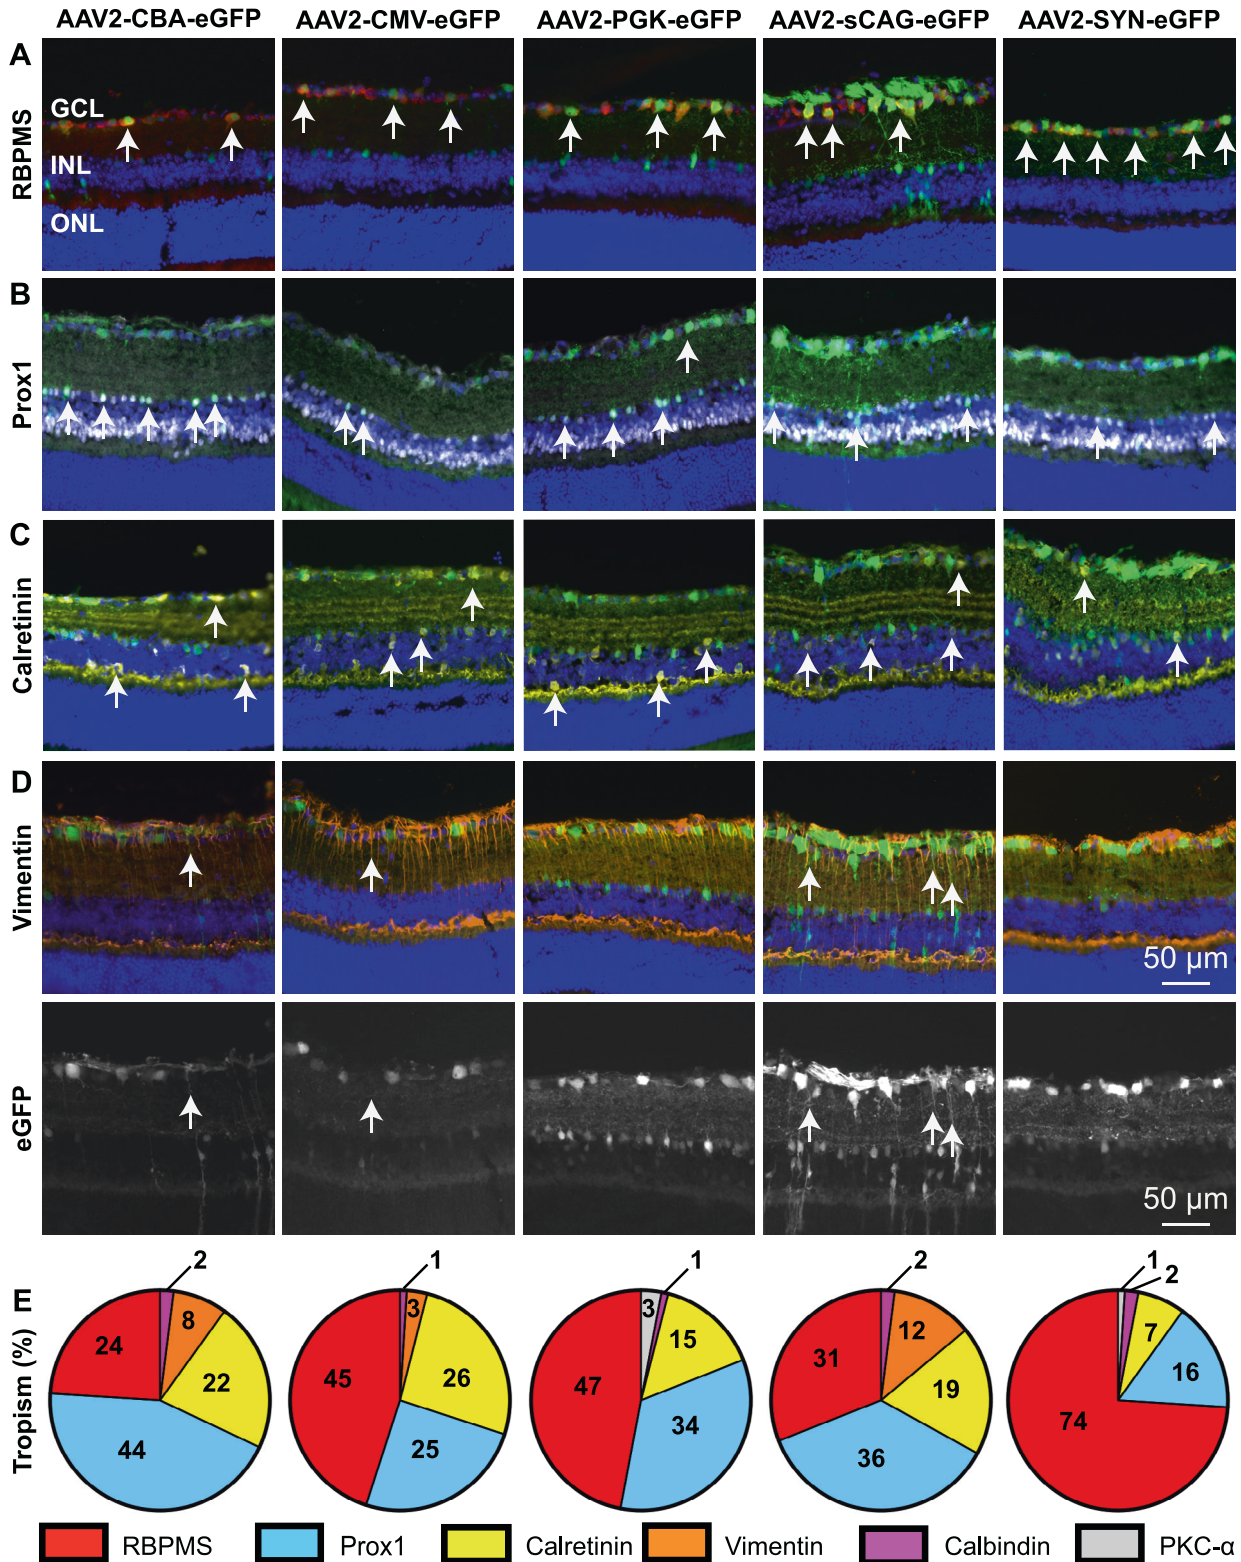 AAV2-CBA-eGFP AAV2-CMV-eGFP AAV2-PGK-eGFP AAV2-sCAG-eGFP AAV2-SYN-eGFP
A
RBPMS
GCL
INL
ONL
B
Prox1
C
Calretinin
D
Vimentin
50 µm
eGFP
50 µm
E
Tropism (%)
2
8
22
44
24
1
3
26
25
45
1
3
15
34
47
2
12
19
36
31
1
2
7
16
74
RBPMS Prox1 Calretinin Vimentin Calbindin PKC-α